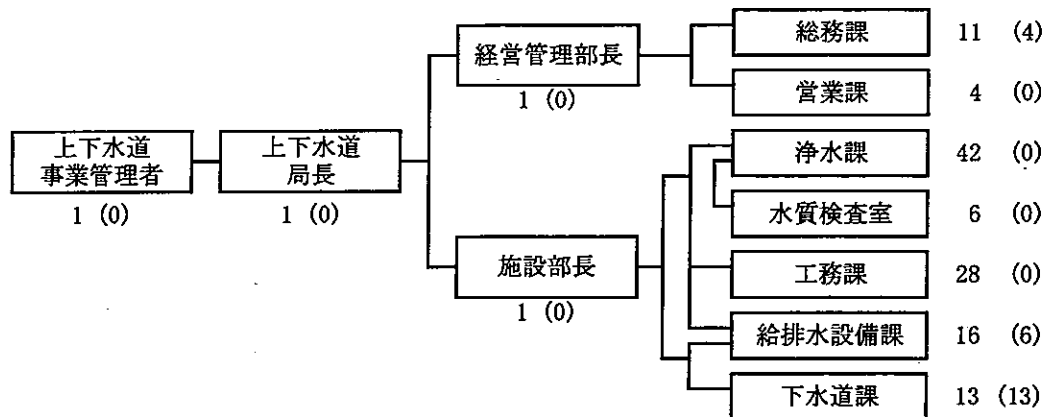 上下水道
事業管理者
1 (0)
上下水道
局長
1 (0)
経営管理部長
1 (0)
施設部長
1 (0)
総務課 11 (4)
営業課 4 (0)
浄水課 42 (0)
水質検査室 6 (0)
工務課 28 (0)
給排水設備課 16 (6)
下水道課 13 (13)